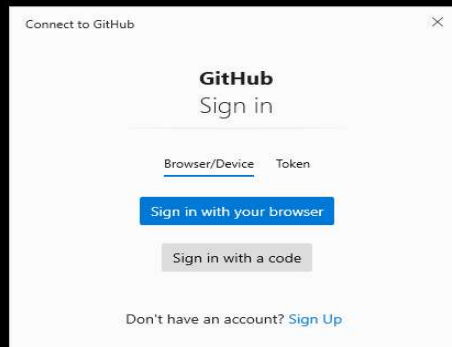 Connect to GitHub
GitHub
Sign in
Browser/Device Token
Sign in with your browser
Sign in with a code
Don't have an account? Sign Up